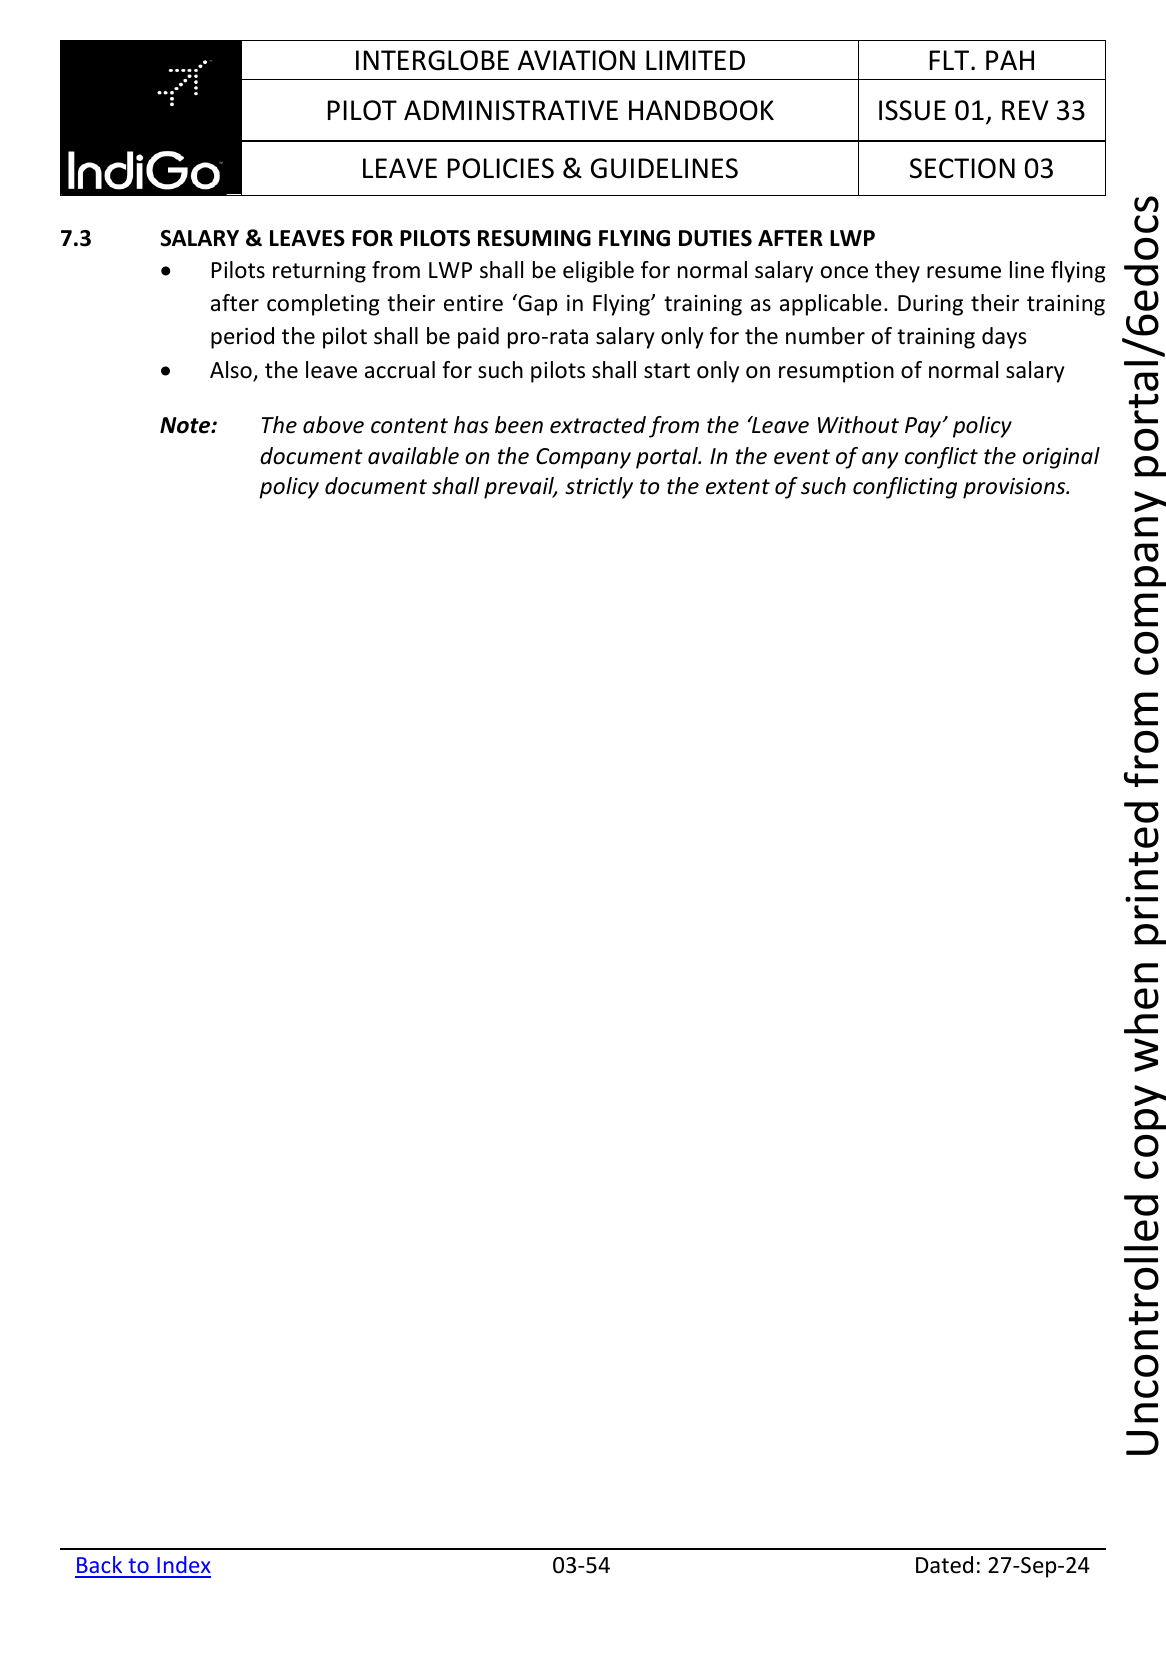 INTERGLOBE AVIATION LIMITED
FLT. PAH
PILOT ADMINISTRATIVE HANDBOOK
ISSUE 01, REV 33
IndiGo
LEAVE POLICIES & GUIDELINES
SECTION 03
7.3 SALARY & LEAVES FOR PILOTS RESUMING FLYING DUTIES AFTER LWP
• Pilots returning from LWP shall be eligible for normal salary once they resume line flying
after completing their entire ‘Gap in Flying’ training as applicable. During their training
period the pilot shall be paid pro-rata salary only for the number of training days
• Also, the leave accrual for such pilots shall start only on resumption of normal salary
Note: The above content has been extracted from the ‘Leave Without Pay’ policy
document available on the Company portal. In the event of any conflict the original
policy document shall prevail, strictly to the extent of such conflicting provisions.
Uncontrolled copy when printed from company portal/6edocs
Back to Index
03-54
Dated: 27-Sep-24